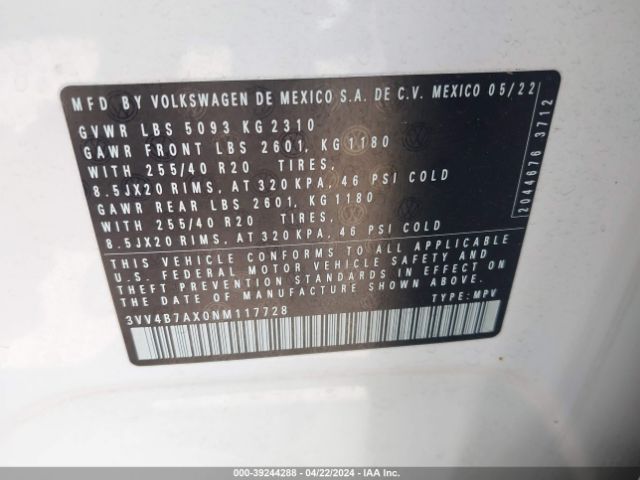 MFD BY VOLKSWAGEN DE MEXICO S.A. DE C.V. MEXICO 05/22
GVWR LBS 5093 KG 2310
GAWR FRONT LBS 2601, KG 1180
WITH 255/40 R20 TIRES,
8.5JX20 RIMS, AT 320 KPA, 46 PSI COLD
GAWR REAR LBS 2601, KG 1180
WITH 255/40 R20 TIRES,
8.5JX20 RIMS, AT 320 KPA, 46 PSI COLD
THIS VEHICLE CONFORMS TO ALL APPLICABLE
U.S. FEDERAL MOTOR VEHICLE SAFETY AND
THEFT PREVENTION STANDARDS IN EFFECT ON
THE DATE OF MANUFACTURE SHOWN ABOVE.
3VV4B7AX0NM117728 TYPE:MPV
2044676 3712
000-39244288 - 04/22/2024 - IAAI.COM